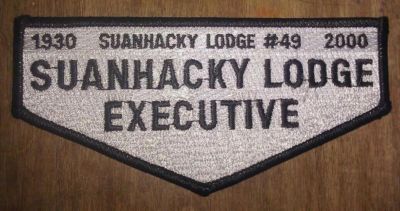 1930 SUANHACKY LODGE #49 2000
SUANHACKY LODGE
EXECUTIVE